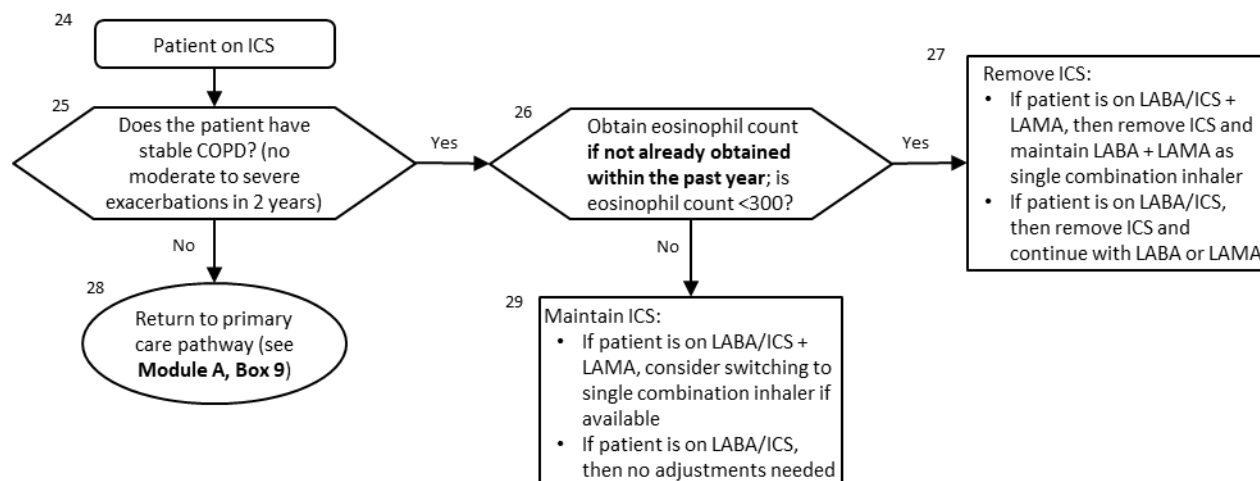 24
Patient on ICS
25
Does the patient have
stable COPD? (no
moderate to severe
exacerbations in 2 years)
Yes
No
26
Obtain eosinophil count
if not already obtained
within the past year; is
eosinophil count <300?
Yes
No
27
Remove ICS:
• If patient is on LABA/ICS +
LAMA, then remove ICS and
maintain LABA + LAMA as
single combination inhaler
• If patient is on LABA/ICS,
then remove ICS and
continue with LABA or LAMA
28
Return to primary
care pathway (see
Module A, Box 9)
29
Maintain ICS:
• If patient is on LABA/ICS +
LAMA, consider switching to
single combination inhaler if
available
• If patient is on LABA/ICS,
then no adjustments needed